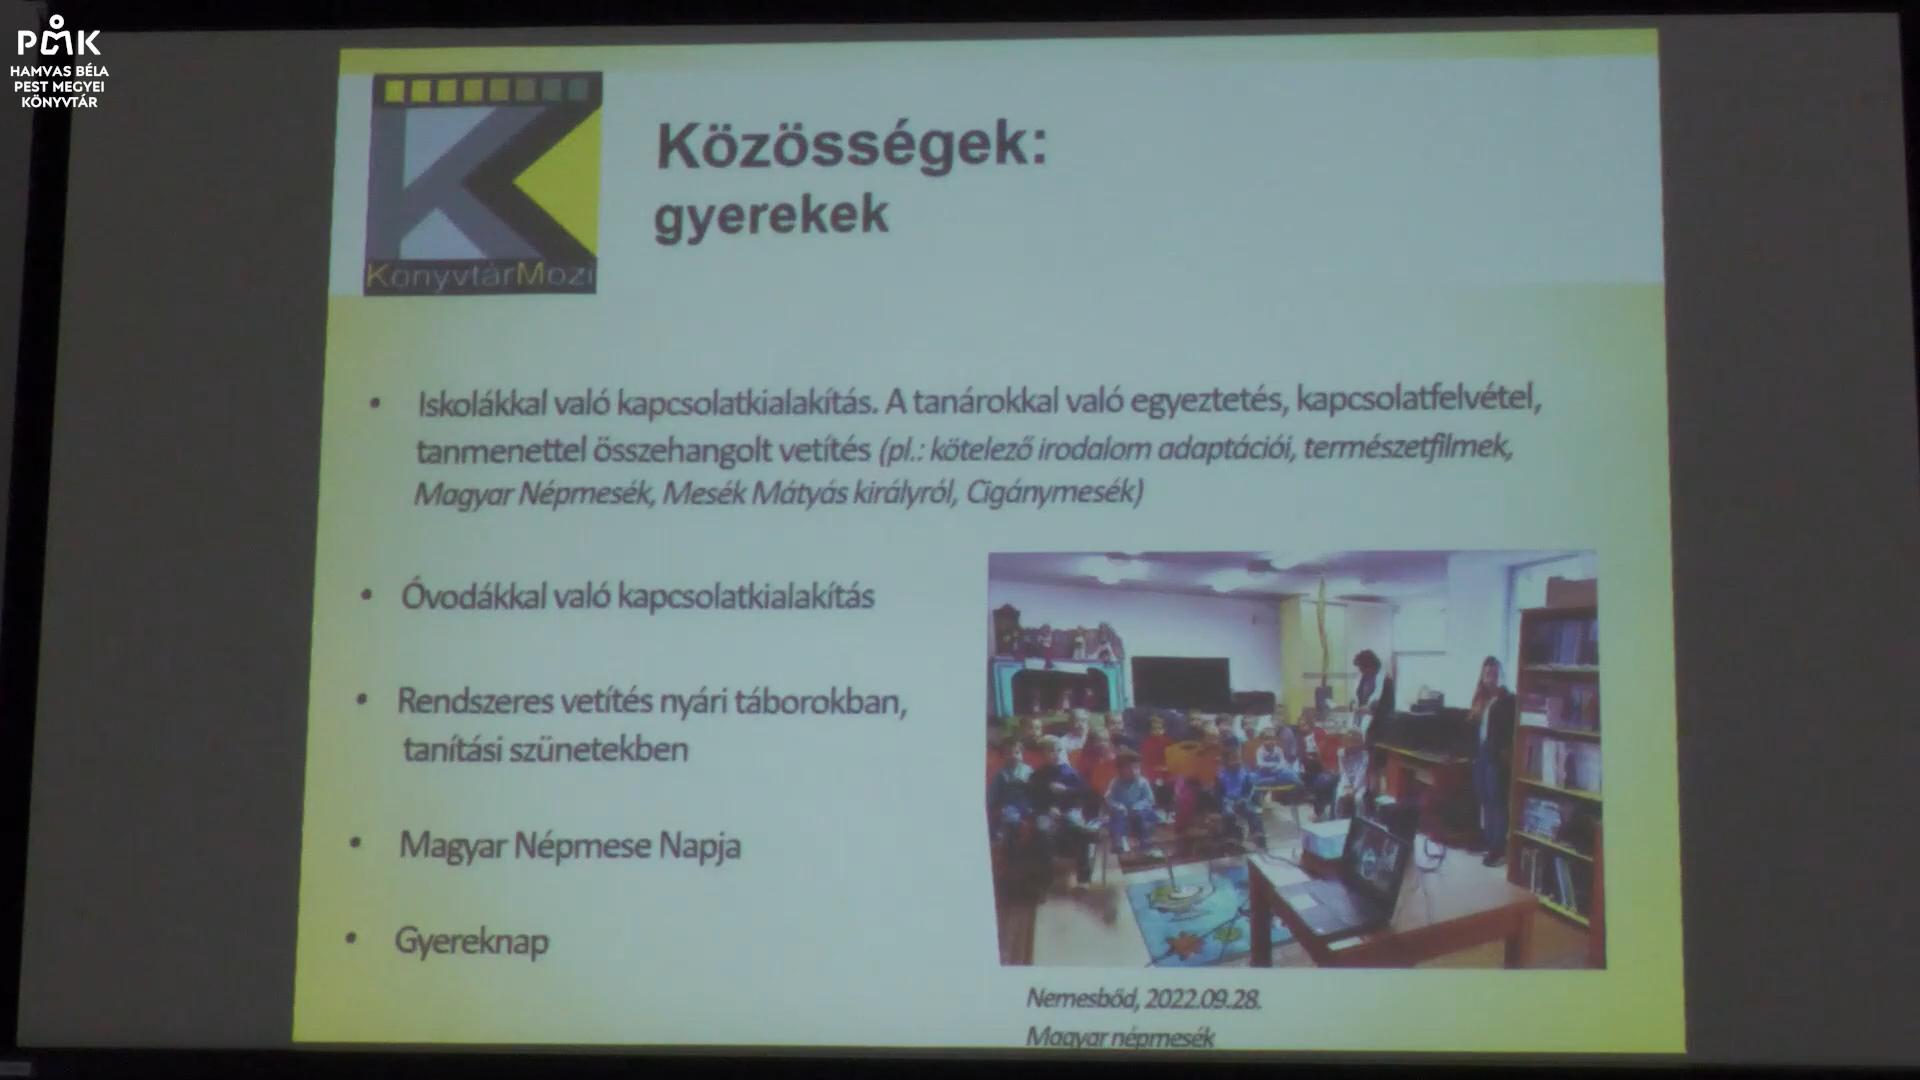 PMK
HAMVAS BÉLA
PEST MEGYEI
KÖNYVTÁR
KönyvtárMozi
Közösségek:
gyerekek
• Iskolákkal való kapcsolatkialakítás. A tanárokkal való egyeztetés, kapcsolatfelvétel,
tanmenettel összehangolt vetítés (pl.: kötelező irodalom adaptációi, természetfilmek,
Magyar Népmesék, Mesék Mátyás királyról, Cigánymesék)
• Óvodákkal való kapcsolatkialakítás
• Rendszeres vetítés nyári táborokban,
tanítási szünetekben
• Magyar Népmese Napja
• Gyereknap
Nemesbőd, 2022.09.28.
Magyar népmesék